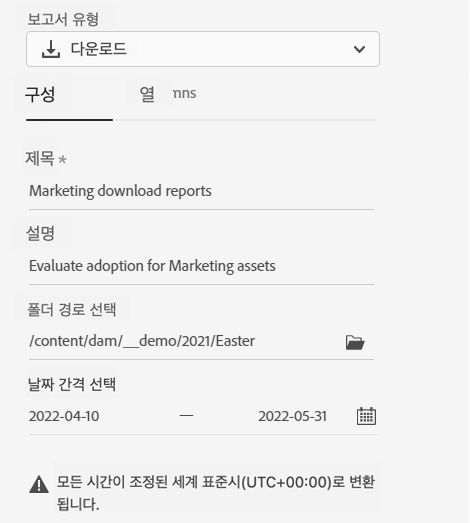 보고서 유형
다운로드
구성 열 mns
제목 *
Marketing download reports
설명
Evaluate adoption for Marketing assets
폴더 경로 선택
/content/dam/__demo/2021/Easter
날짜 간격 선택
2022-04-10 — 2022-05-31
모든 시간이 조정된 세계 표준시(UTC+00:00)로 변환
됩니다.